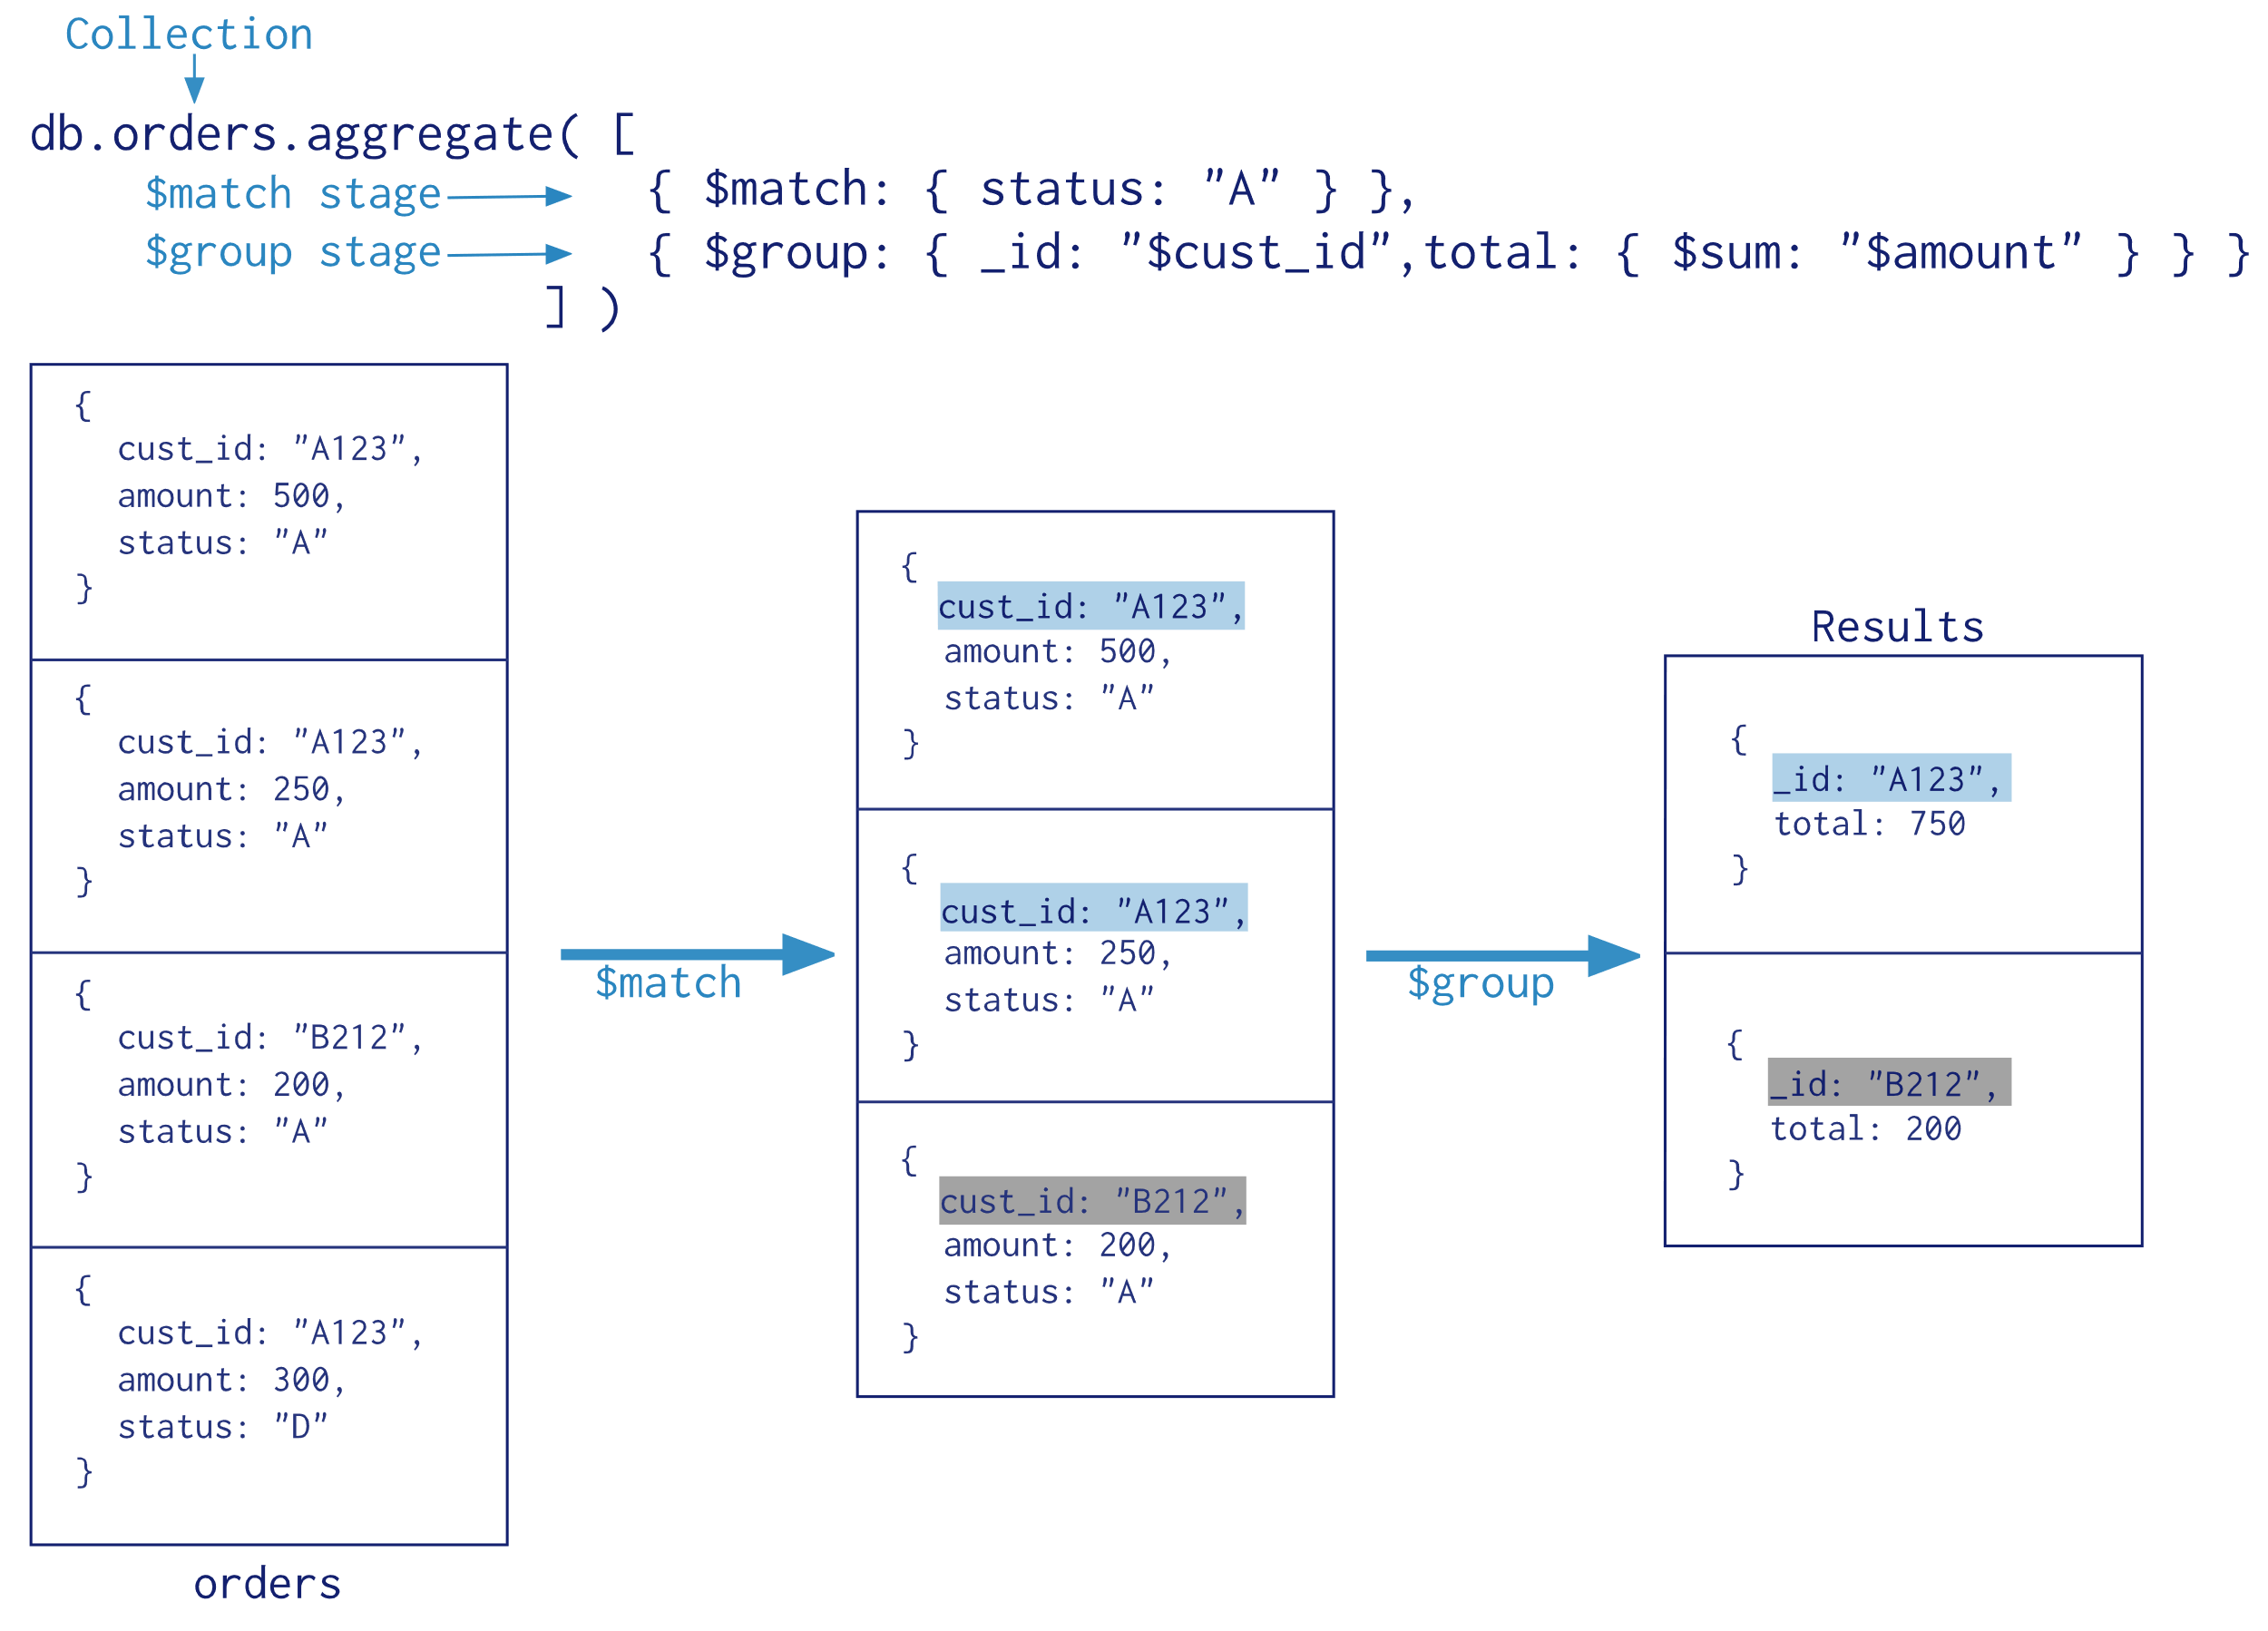 Collection
db.orders.aggregate( [
$match stage { $match: { status: "A" } },
$group stage { $group: { _id: "$cust_id",total: { $sum: "$amount" } } }
] )
{
cust_id: "A123",
amount: 500,
status: "A"
}
{
cust_id: "A123",
amount: 250,
status: "A"
}
{
cust_id: "B212",
amount: 200,
status: "A"
}
{
cust_id: "A123",
amount: 300,
status: "D"
}
orders
$match
{
cust_id: "A123",
amount: 500,
status: "A"
}
{
cust_id: "A123",
amount: 250,
status: "A"
}
{
cust_id: "B212",
amount: 200,
status: "A"
}
$group
Results
{
_id: "A123",
total: 750
}
{
_id: "B212",
total: 200
}